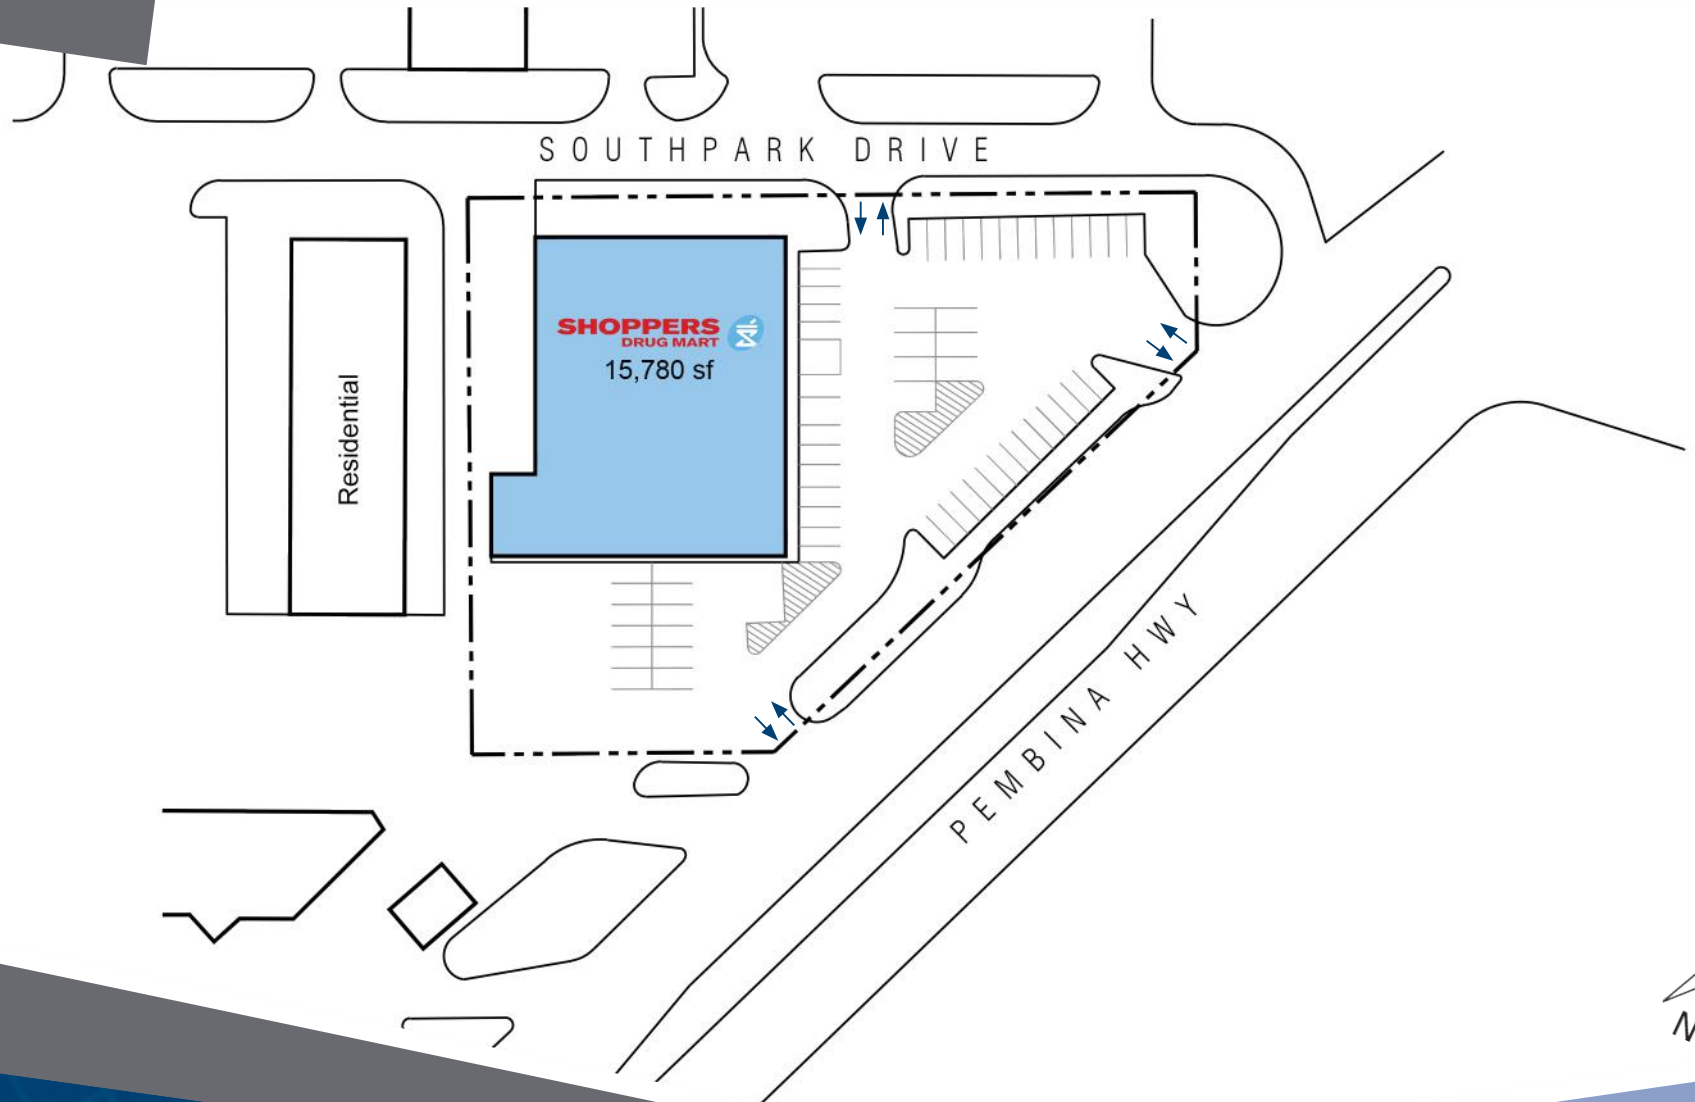 SOUTHPARK DRIVE
SHOPPERS
DRUG MART
15,780 sf
Residential
PEMBINA HWY
N